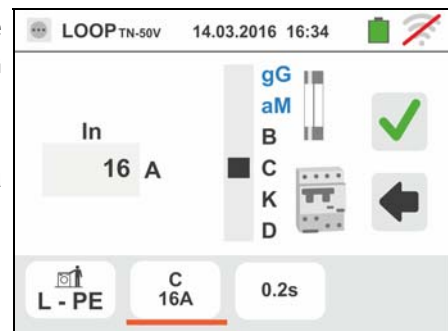 LOOP TN-50V 14.03.2016 16:34
gG
aM
In
B
16 A
C
K
D
L - PE
C
16A
0.2s